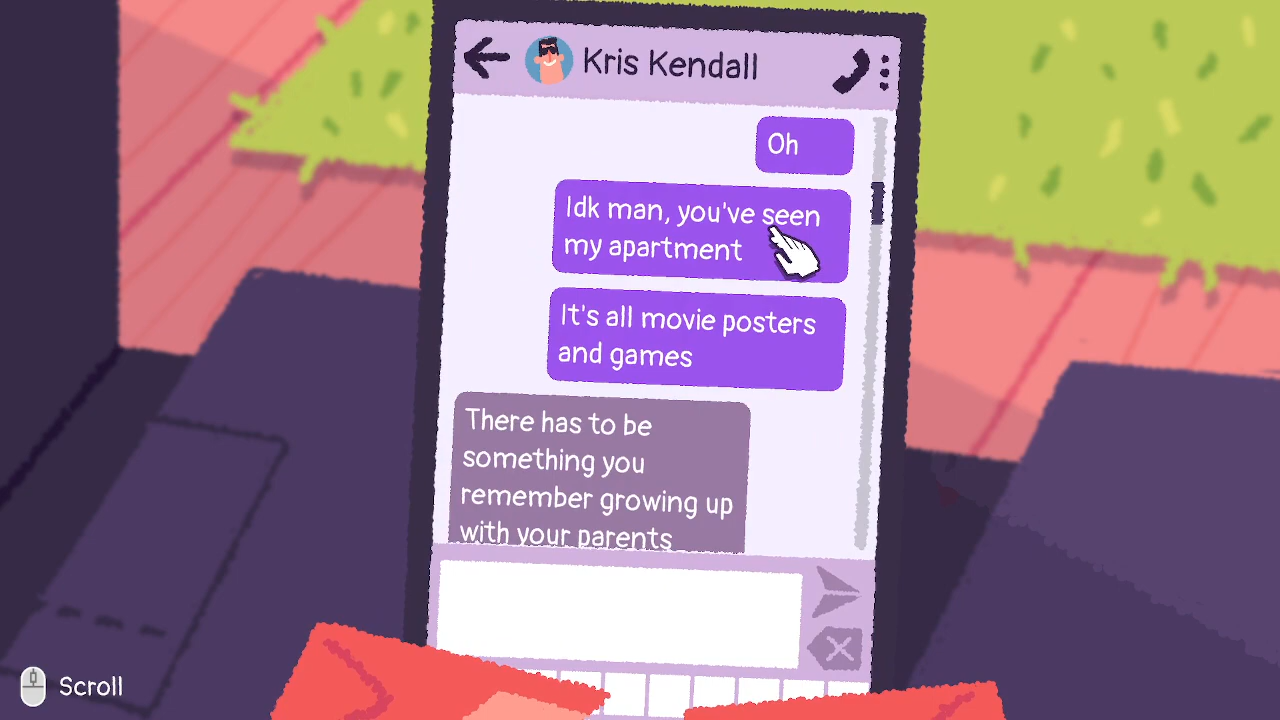 Kris Kendall
Oh
Idk man, you've seen
my apartment
It's all movie posters
and games
There has to be
something you
remember growing up
with your parents
Scroll